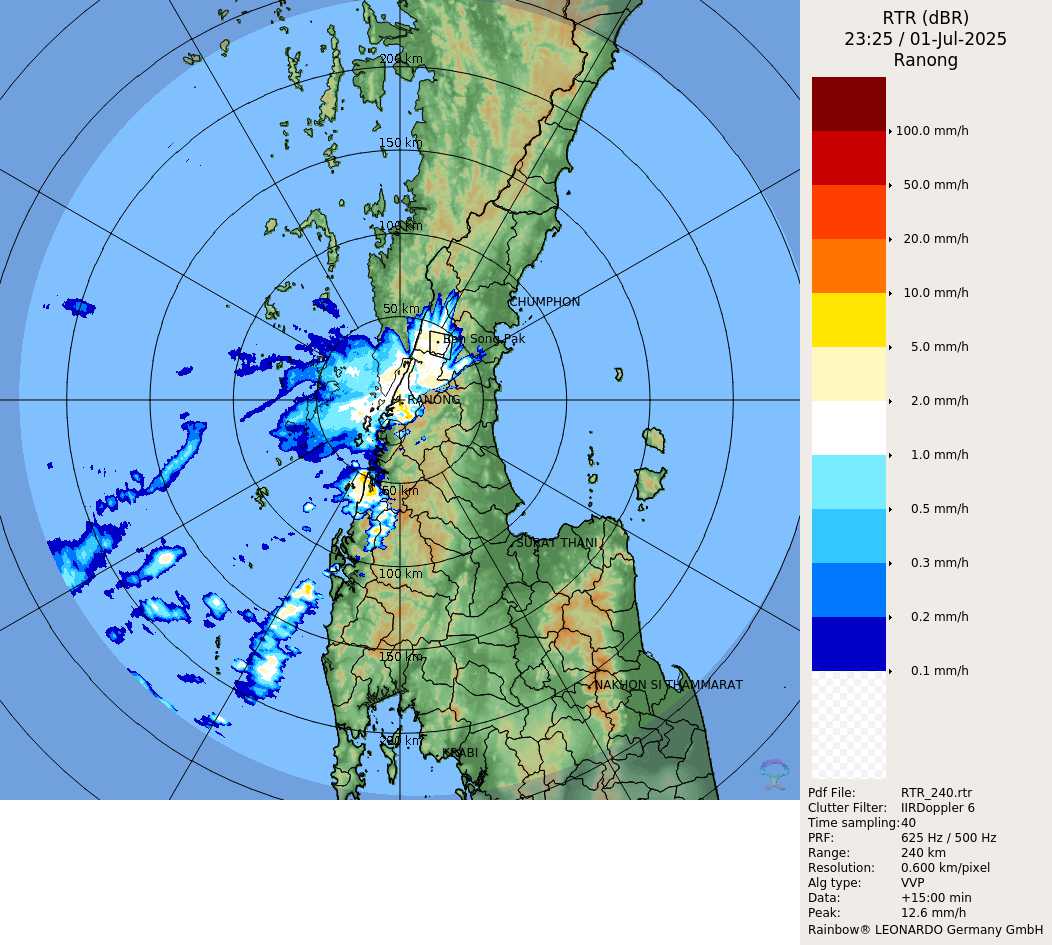 RTR (dBR)
23:25 / 01-Jul-2025
Ranong
100.0 mm/h
50.0 mm/h
20.0 mm/h
10.0 mm/h
5.0 mm/h
2.0 mm/h
1.0 mm/h
0.5 mm/h
0.3 mm/h
0.2 mm/h
0.1 mm/h
200 km
150 km
100 km
50 km
CHUMPHON
Ban Song Pak
RANONG
50 km
SURAT THANI
100 km
150 km
NAKHON SI THAMMARAT
200 km
KRABI
Pdf File: RTR_240.rtr
Clutter Filter: IIRDoppler 6
Time sampling:40
PRF: 625 Hz / 500 Hz
Range: 240 km
Resolution: 0.600 km/pixel
Alg type: VVP
Data: +15:00 min
Peak: 12.6 mm/h
Rainbow® LEONARDO Germany GmbH